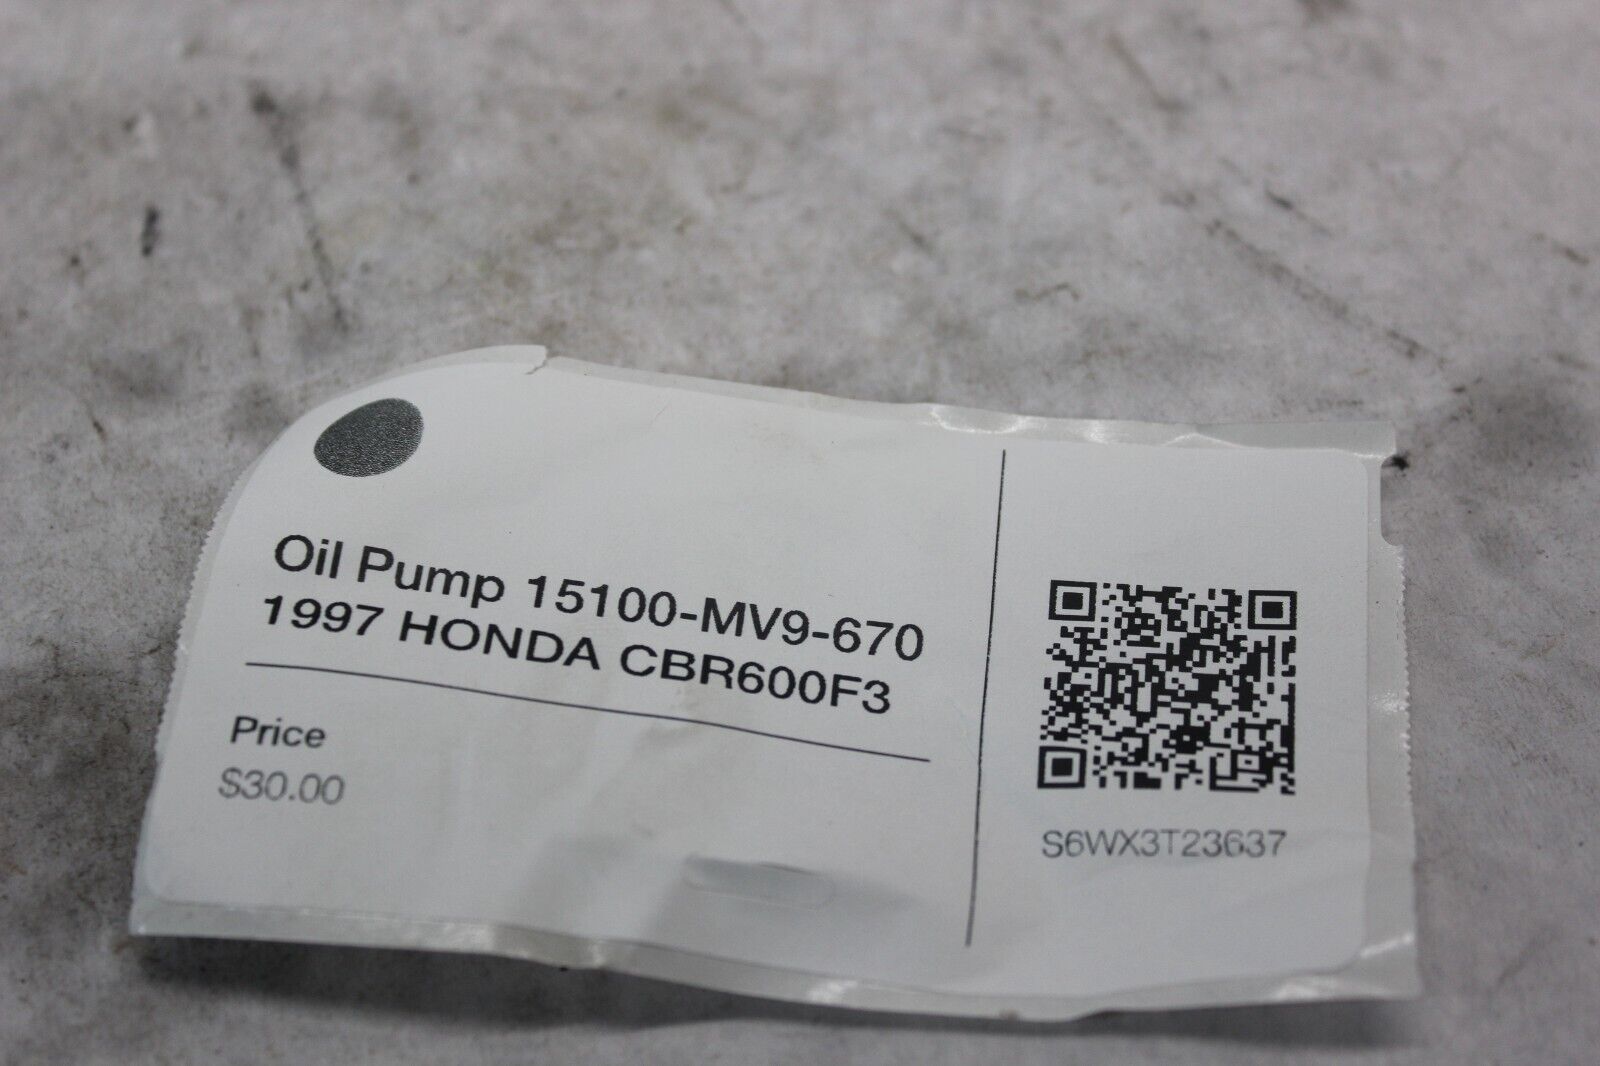 Oil Pump 15100-MV9-670
1997 HONDA CBR600F3
Price
$30.00
S6WX3T23637